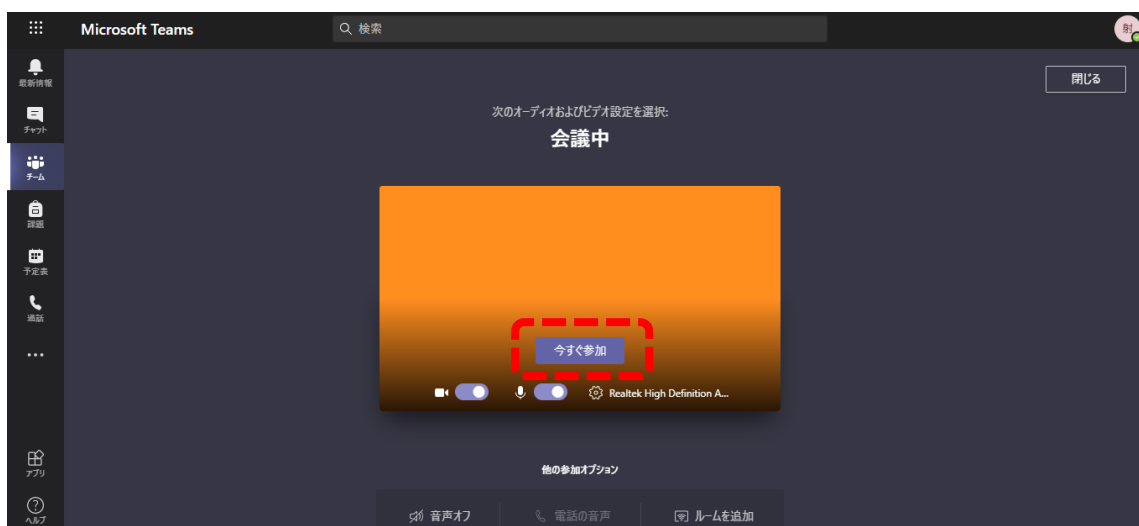 Microsoft Teams
検索
射
最新情報
チャット
チーム
課題
予定表
通話
アプリ
ヘルプ
閉じる
次のオーディオおよびビデオ設定を選択:
会議中
今すぐ参加
Realtek High Definition A...
他の参加オプション
音声オフ
電話の音声
ルームを追加